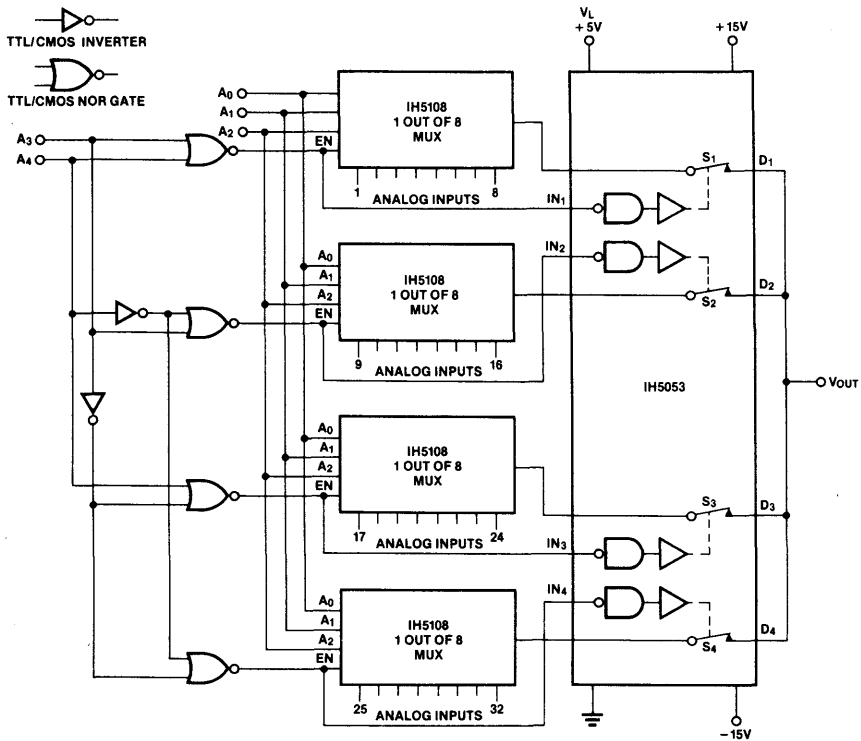 TTL/CMOS INVERTER
TTL/CMOS NOR GATE
VL
+5V
+15V
A0
A1
A2
A3
A4
EN
IH5108
1 OUT OF 8
MUX
1
8
ANALOG INPUTS
IN1
S1
D1
A0
A1
A2
EN
IH5108
1 OUT OF 8
MUX
9
16
ANALOG INPUTS
IN2
S2
D2
IH5053
VOUT
A0
A1
A2
EN
IH5108
1 OUT OF 8
MUX
17
24
ANALOG INPUTS
IN3
S3
D3
A0
A1
A2
EN
IH5108
1 OUT OF 8
MUX
25
32
ANALOG INPUTS
IN4
S4
D4
-15V